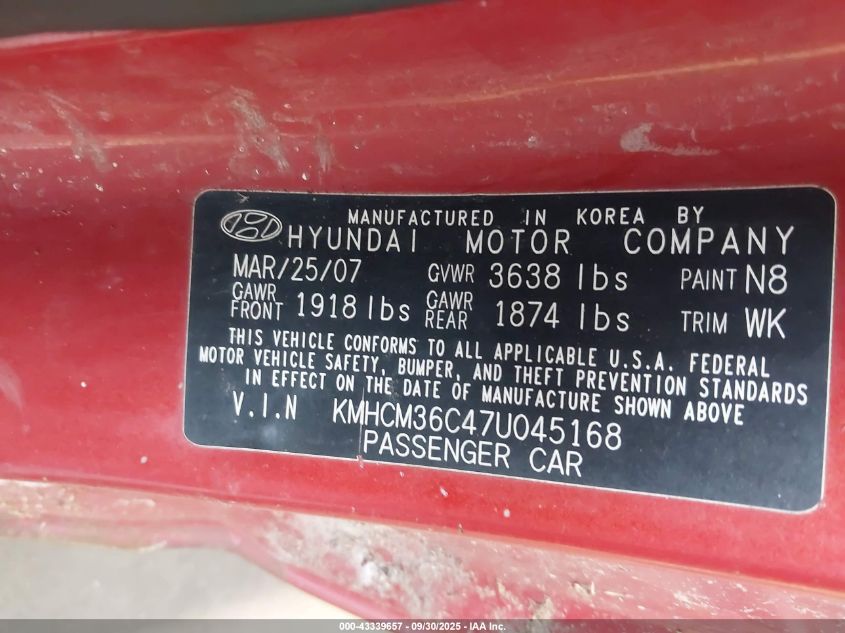 MANUFACTURED IN KOREA BY
HYUNDAI MOTOR COMPANY
MAR/25/07 GVWR 3638 lbs PAINT N8
GAWR FRONT 1918 lbs GAWR REAR 1874 lbs TRIM WK
THIS VEHICLE CONFORMS TO ALL APPLICABLE U.S.A. FEDERAL
MOTOR VEHICLE SAFETY, BUMPER, AND THEFT PREVENTION STANDARDS
IN EFFECT ON THE DATE OF MANUFACTURE SHOWN ABOVE
V.I.N KMHCM36C47U045168
PASSENGER CAR
000-43339657 - 09/30/2025 - IAA Inc.